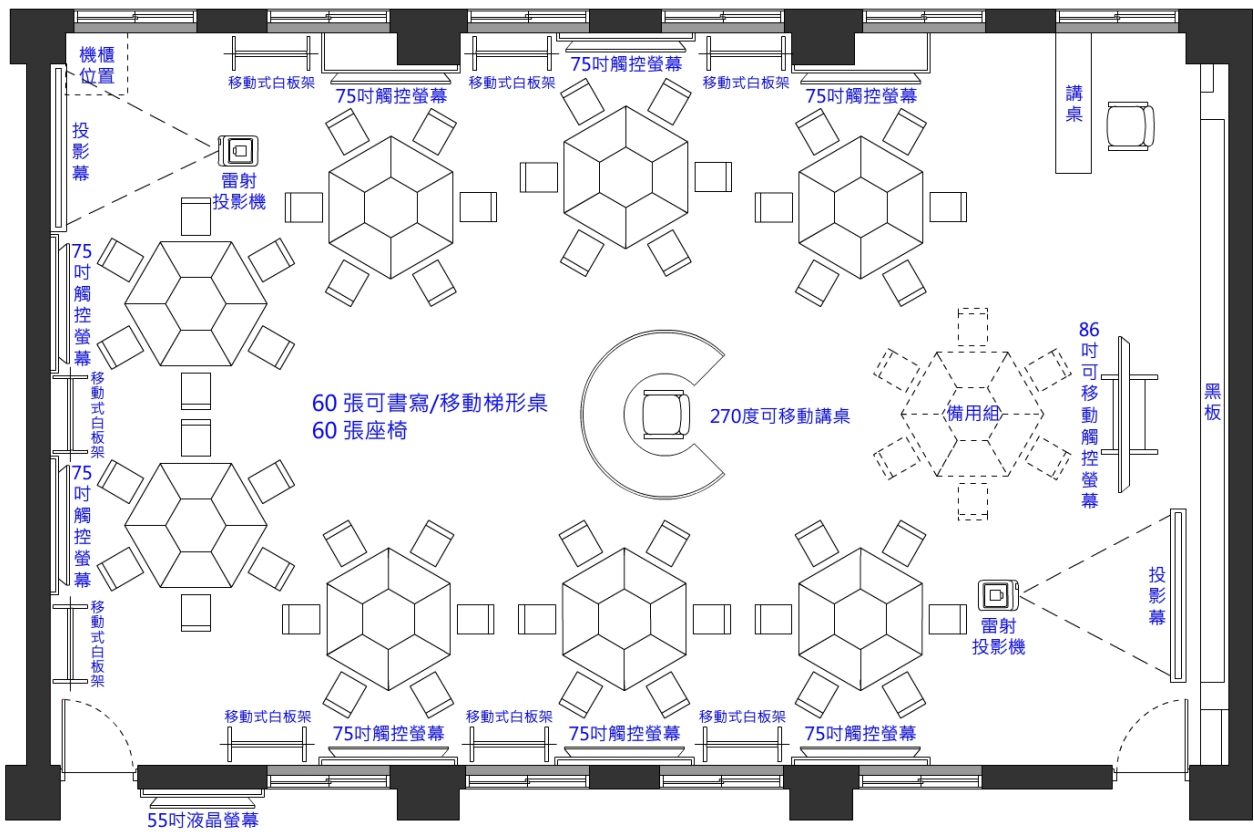 機櫃
位置
移動式白板架
75吋觸控螢幕
移動式白板架
75吋觸控螢幕
移動式白板架
75吋觸控螢幕
講桌
投影幕
雷射
投影機
75吋觸控螢幕
移動式白板架
60 張可書寫/移動梯形桌
60 張座椅
270度可移動講桌
備用組
86吋可移動觸控螢幕
黑板
75吋觸控螢幕
移動式白板架
雷射
投影機
投影幕
移動式白板架
75吋觸控螢幕
移動式白板架
75吋觸控螢幕
移動式白板架
75吋觸控螢幕
55吋液晶螢幕